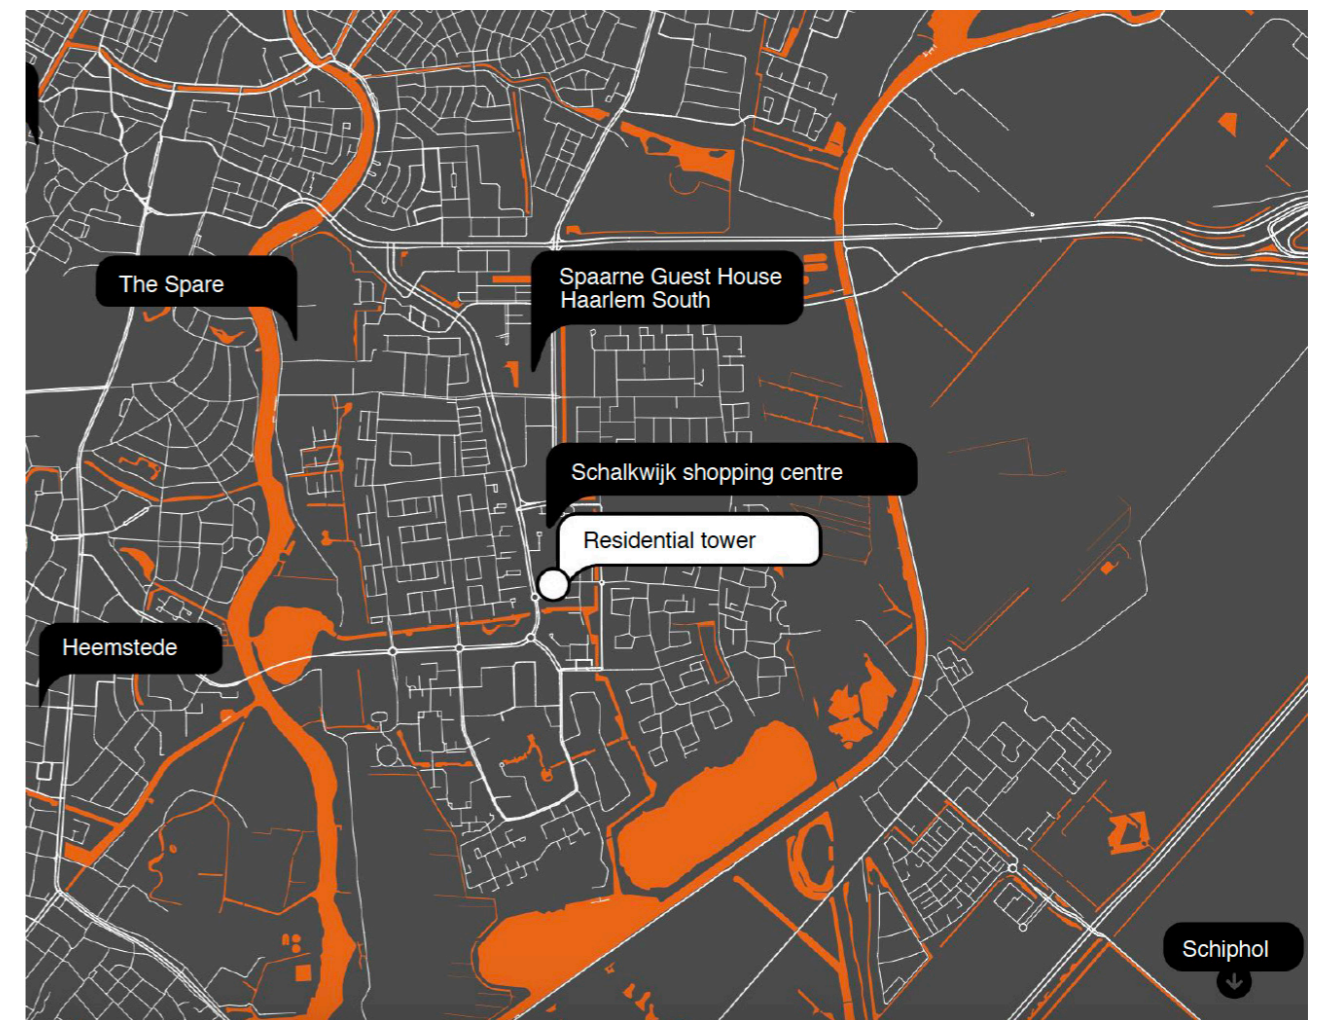 The Spare
Spaarne Guest House
Haarlem South
Schalkwijk shopping centre
Residential tower
Heemstede
Schiphol